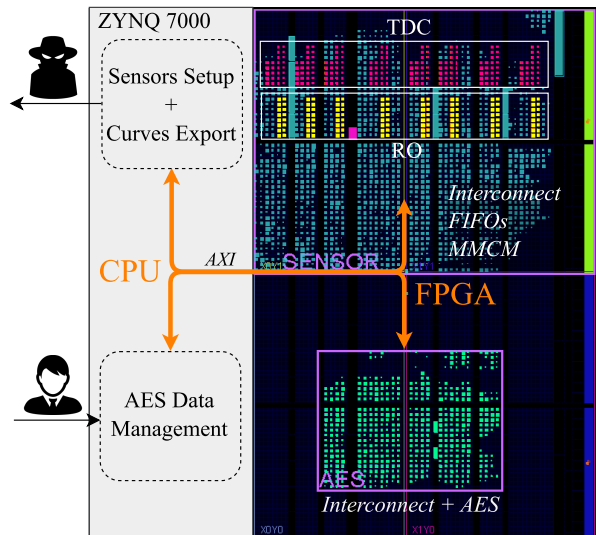 ZYNQ 7000
TDC
Sensors Setup
+
Curves Export
RO
Interconnect
FIFOs
MMCM
AXI
SENSOR
CPU
FPGA
AES Data
Management
AES
Interconnect + AES
X0Y0
X1Y0